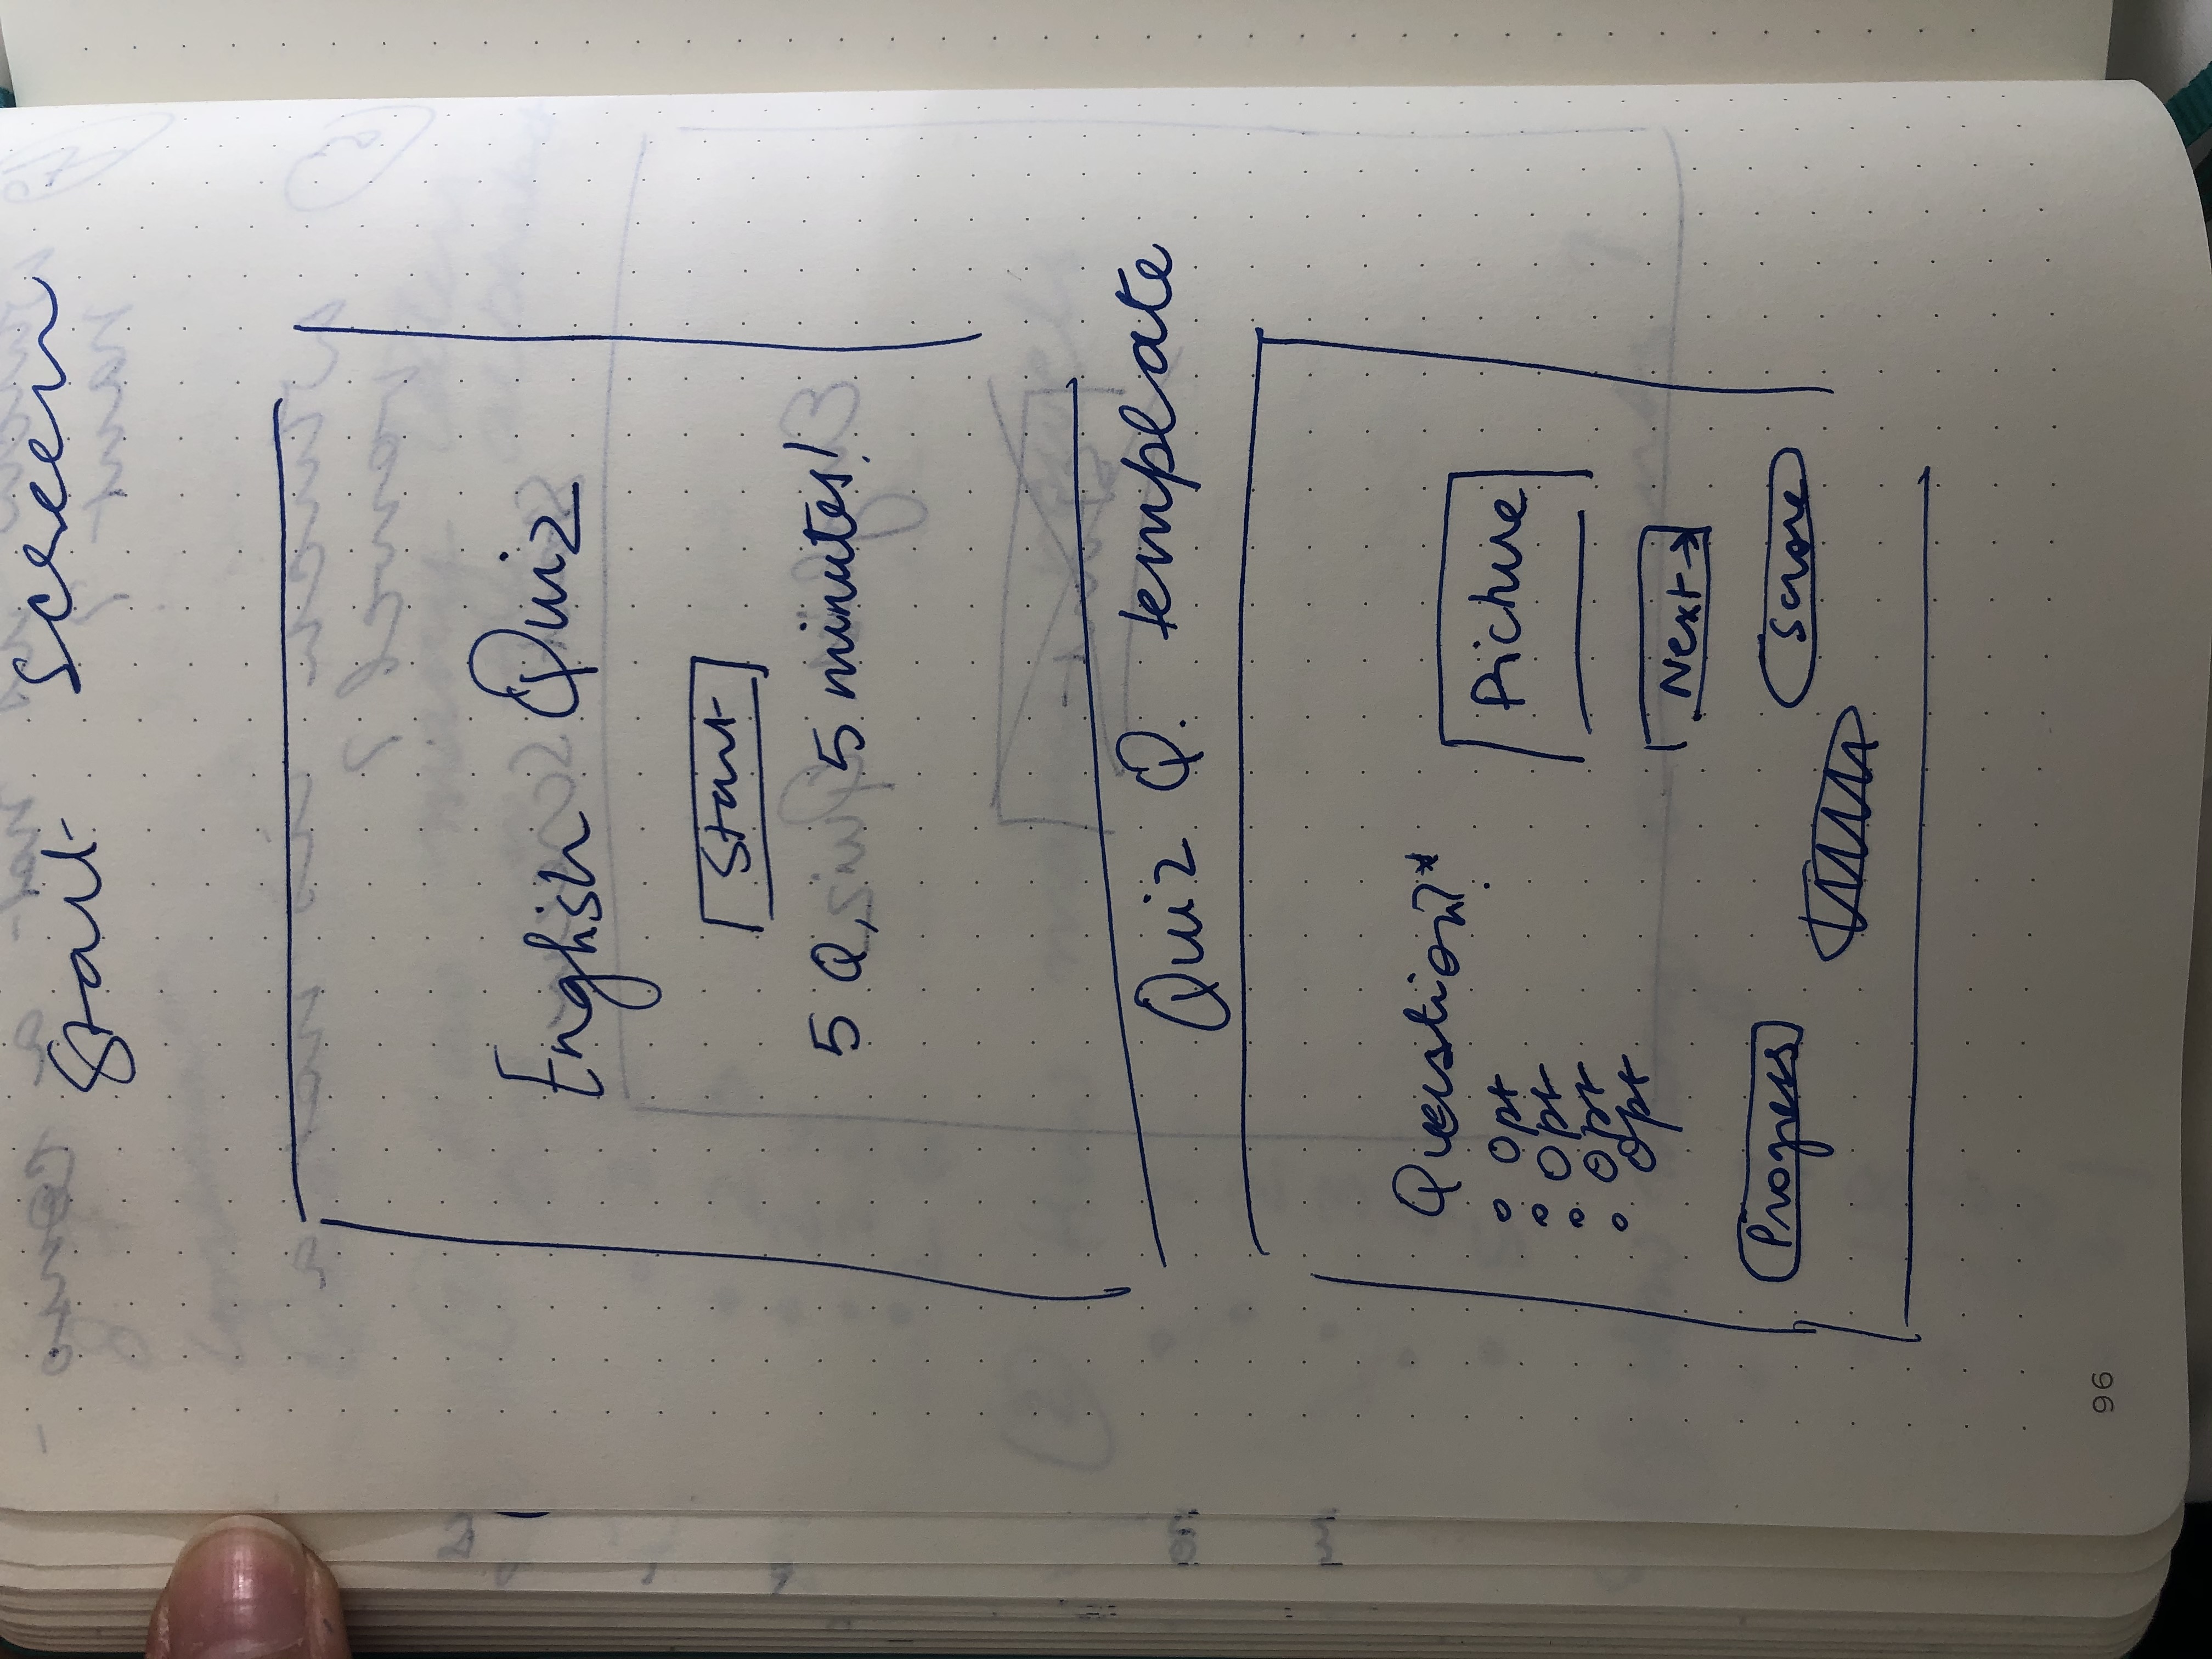 Start Screen
English Quiz
Start
5 Q, 5 minutes!
Quiz Q. template
Question?*
Opt
Opt
Opt
Opt
Picture
Next →
Progress
Score
96